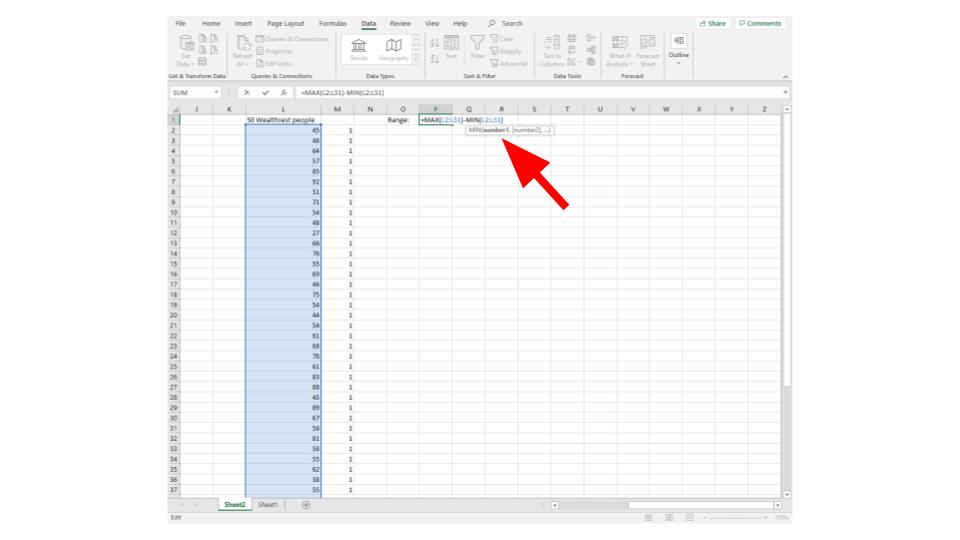 File Home Insert Page Layout Formulas Data Review View Help Search Share Comments
Get Data Refresh All Queries & Connections Properties Edit Links Stocks Geography Sort Filter Clear Reapply Advanced Text to Columns What-If Analysis Forecast Sheet Outline
Get & Transform Data Queries & Connections Data Types Sort & Filter Data Tools Forecast
SUM =MAX(L2:L51)-MIN(L2:L51)
J K L M N O P Q R S T U V W X Y Z
1 50 Wealthiest people Range: =MAX(L2:L51)-MIN(L2:L51)
MIN(number1, [number2], ...)
2 45 1
3 46 1
4 64 1
5 57 1
6 85 1
7 92 1
8 51 1
9 71 1
10 54 1
11 48 1
12 27 1
13 66 1
14 76 1
15 55 1
16 69 1
17 46 1
18 75 1
19 54 1
20 44 1
21 54 1
22 61 1
23 68 1
24 78 1
25 61 1
26 83 1
27 88 1
28 45 1
29 89 1
30 67 1
31 56 1
32 81 1
33 58 1
34 55 1
35 62 1
36 38 1
37 55 1
Sheet2 Sheet1
Edit 100%